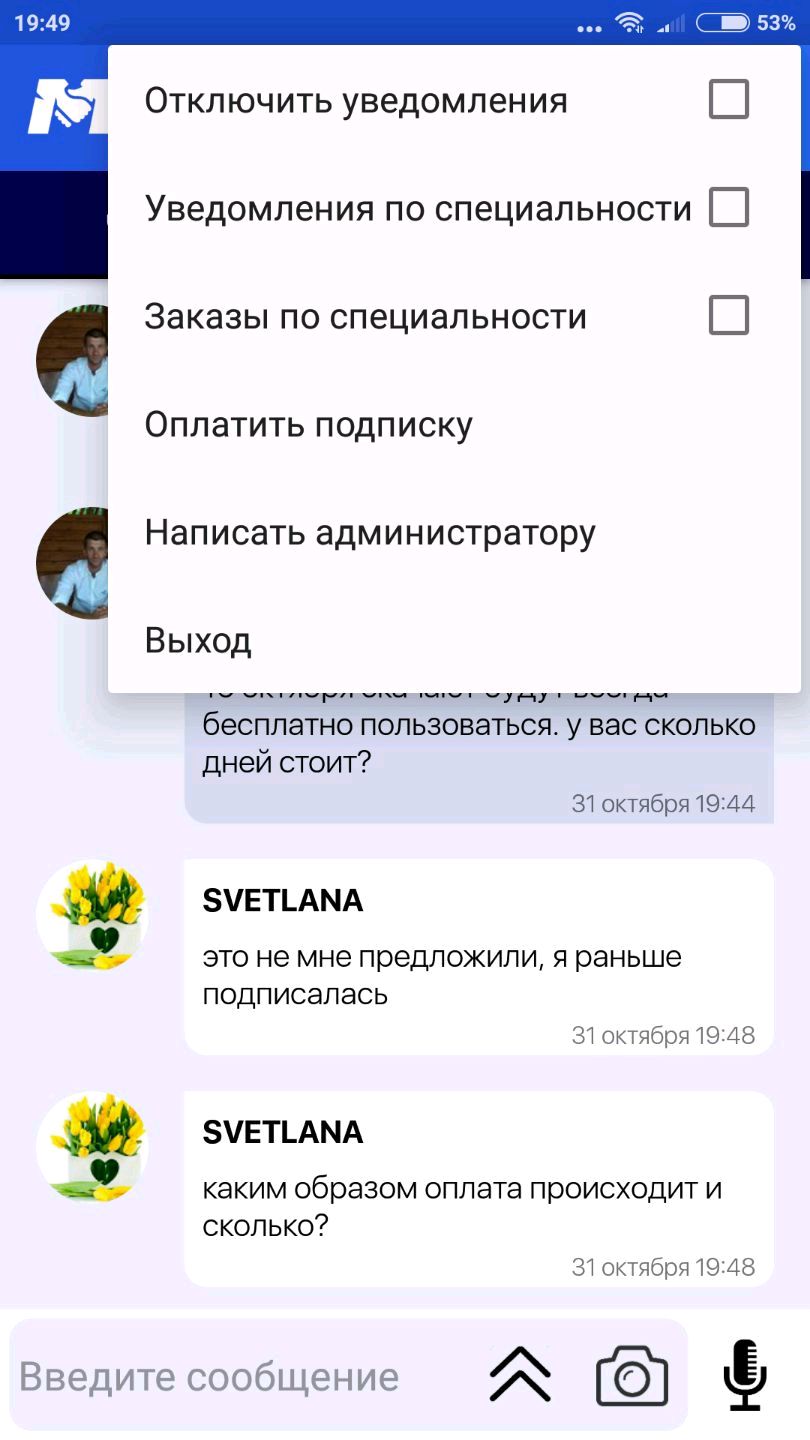 19:49
53%
Отключить уведомления
Уведомления по специальности
Заказы по специальности
Оплатить подписку
Написать администратору
Выход
бесплатно пользоваться. у вас сколько
дней стоит?
31 октября 19:44
SVETLANA
это не мне предложили, я раньше
подписалась
31 октября 19:48
SVETLANA
каким образом оплата происходит и
сколько?
31 октября 19:48
Введите сообщение